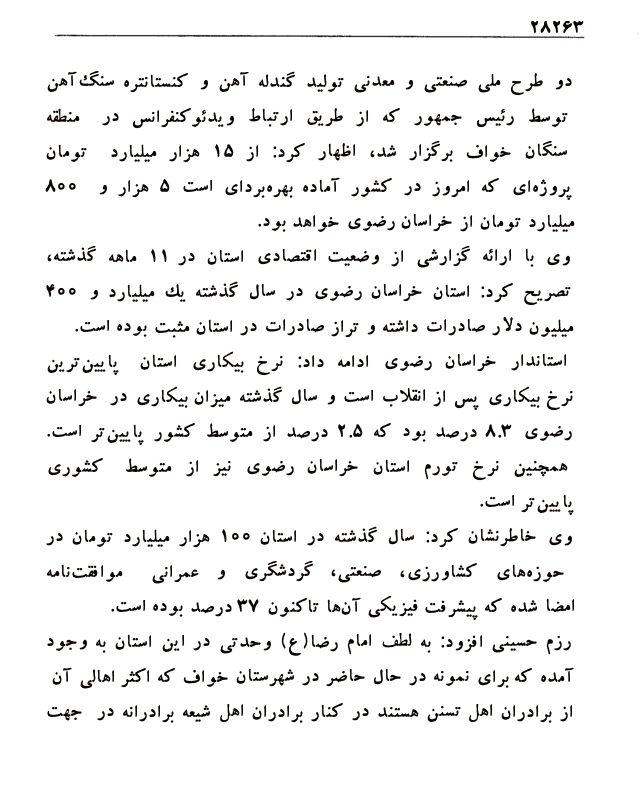 ۲۸۲۶۳
دو طرح ملی صنعتی و معدنی تولید گندله آهن و کنستانتره سنگ‌آهن
توسط رئیس جمهور که از طریق ارتباط ویدئوکنفرانس در منطقه
سنگان خواف برگزار شد، اظهار کرد: از ۱۵ هزار میلیارد تومان
پروژه‌ای که امروز در کشور آماده بهره‌بردای است ۵ هزار و ۸۰۰
میلیارد تومان از خراسان رضوی خواهد بود.
وی با ارائه گزارشی از وضعیت اقتصادی استان در ۱۱ ماهه گذشته،
تصریح کرد: استان خراسان رضوی در سال گذشته یك میلیارد و ۴۰۰
میلیون دلار صادرات داشته و تراز صادرات در استان مثبت بوده است.
استاندار خراسان رضوی ادامه داد: نرخ بیکاری استان پایین‌ترین
نرخ بیکاری پس از انقلاب است و سال گذشته میزان بیکاری در خراسان
رضوی ۸.۳ درصد بود که ۲.۵ درصد از متوسط کشور پایین‌تر است.
همچنین نرخ تورم استان خراسان رضوی نیز از متوسط کشوری
پایین‌تر است.
وی خاطرنشان کرد: سال گذشته در استان ۱۰۰ هزار میلیارد تومان در
حوزه‌های کشاورزی، صنعتی، گردشگری و عمرانی موافقت‌نامه
امضا شده که پیشرفت فیزیکی آن‌ها تاکنون ۳۷ درصد بوده است.
رزم حسینی افزود: به لطف امام رضا(ع) وحدتی در این استان به وجود
آمده که برای نمونه در حال حاضر در شهرستان خواف که اکثر اهالی آن
از برادران اهل تسنن هستند در کنار برادران اهل شیعه برادرانه در جهت